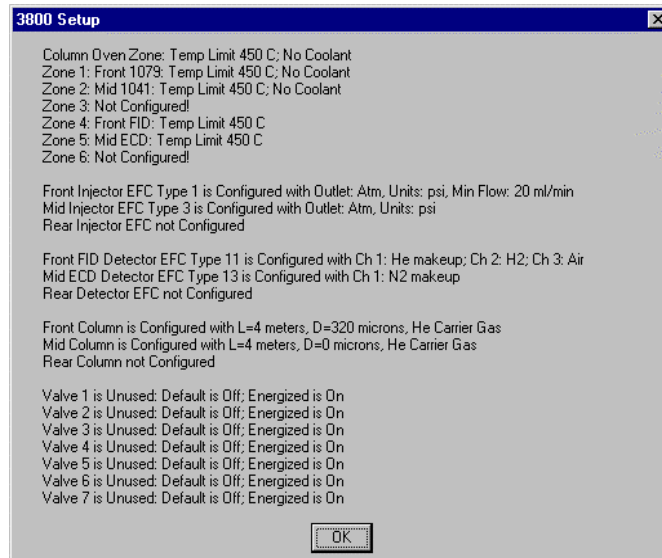 3800 Setup
Column Oven Zone: Temp Limit 450 C; No Coolant
Zone 1: Front 1079: Temp Limit 450 C; No Coolant
Zone 2: Mid 1041: Temp Limit 450 C; No Coolant
Zone 3: Not Configured!
Zone 4: Front FID: Temp Limit 450 C
Zone 5: Mid ECD: Temp Limit 450 C
Zone 6: Not Configured!
Front Injector EFC Type 1 is Configured with Outlet: Atm, Units: psi, Min Flow: 20 ml/min
Mid Injector EFC Type 3 is Configured with Outlet: Atm, Units: psi
Rear Injector EFC not Configured
Front FID Detector EFC Type 11 is Configured with Ch 1: He makeup; Ch 2: H2; Ch 3: Air
Mid ECD Detector EFC Type 13 is Configured with Ch 1: N2 makeup
Rear Detector EFC not Configured
Front Column is Configured with L=4 meters, D=320 microns, He Carrier Gas
Mid Column is Configured with L=4 meters, D=0 microns, He Carrier Gas
Rear Column not Configured
Valve 1 is Unused: Default is Off; Energized is On
Valve 2 is Unused: Default is Off; Energized is On
Valve 3 is Unused: Default is Off; Energized is On
Valve 4 is Unused: Default is Off; Energized is On
Valve 5 is Unused: Default is Off; Energized is On
Valve 6 is Unused: Default is Off; Energized is On
Valve 7 is Unused: Default is Off; Energized is On
OK